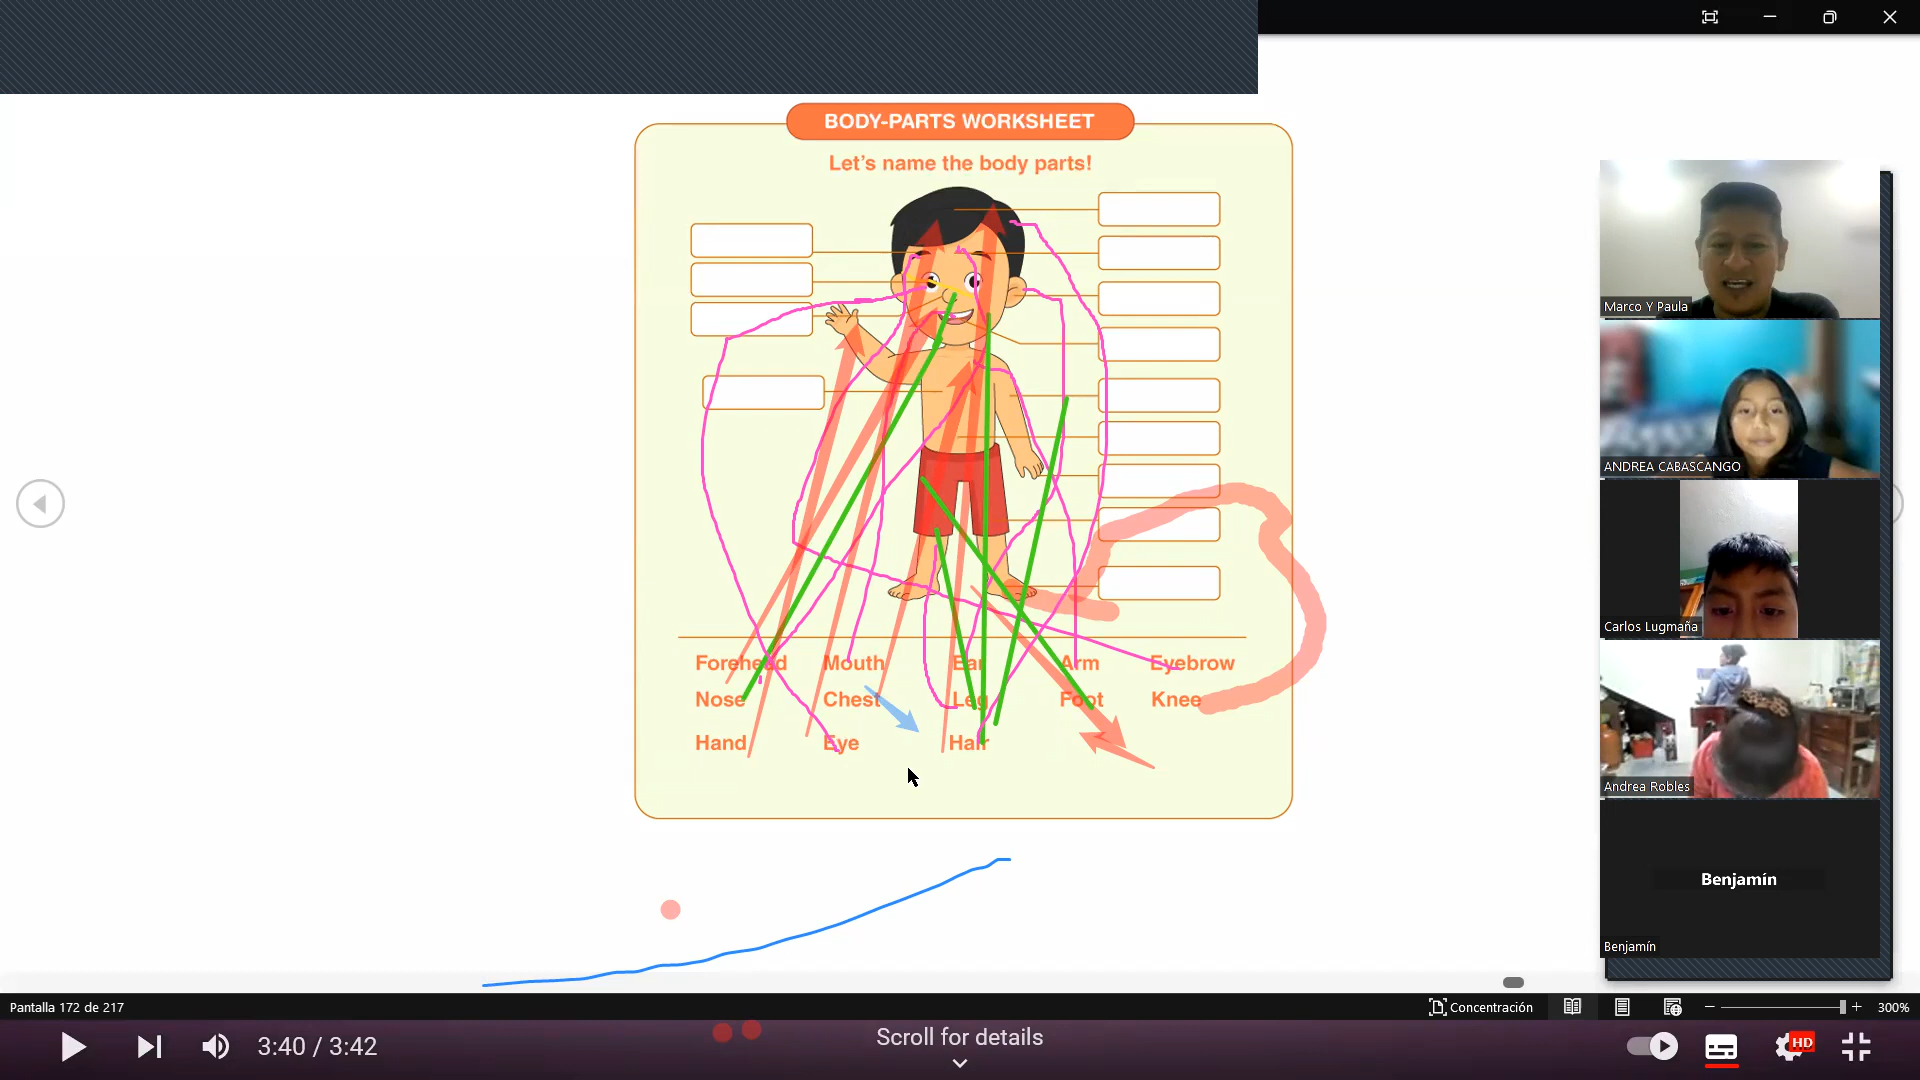 BODY-PARTS WORKSHEET
Let's name the body parts!
Forehead Mouth Ear Arm Eyebrow
Nose Chest Leg Foot Knee
Hand Eye Hair
Marco Y Paula
ANDREA CABASCANGO
Carlos Lugmaña
Andrea Robles
Benjamín
Benjamín
Pantalla 172 de 217
Concentración
300%
3:40 / 3:42
Scroll for details
HD